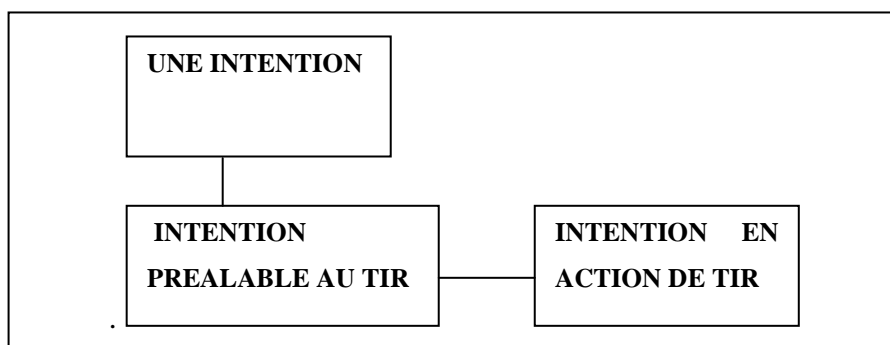 UNE INTENTION
INTENTION
PREALABLE AU TIR
INTENTION EN
ACTION DE TIR
.